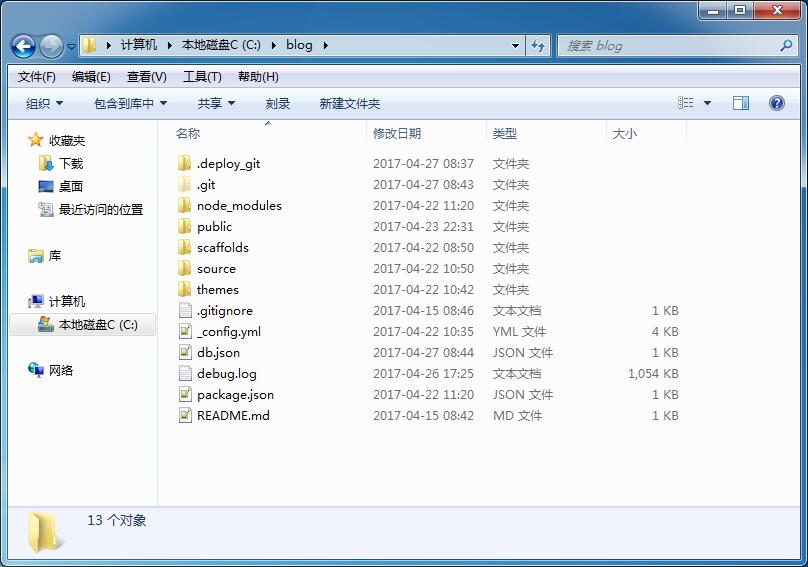 计算机 本地磁盘C (C:) blog 搜索 blog
文件(F) 编辑(E) 查看(V) 工具(T) 帮助(H)
组织 包含到库中 共享 刻录 新建文件夹
收藏夹
下载
桌面
最近访问的位置
库
计算机
本地磁盘C (C:)
网络
名称 修改日期 类型 大小
.deploy_git 2017-04-27 08:37 文件夹
.git 2017-04-27 08:43 文件夹
node_modules 2017-04-22 11:20 文件夹
public 2017-04-23 22:31 文件夹
scaffolds 2017-04-22 08:50 文件夹
source 2017-04-22 10:50 文件夹
themes 2017-04-22 10:42 文件夹
.gitignore 2017-04-15 08:46 文本文档 1 KB
_config.yml 2017-04-22 10:35 YML 文件 4 KB
db.json 2017-04-27 08:44 JSON 文件 1 KB
debug.log 2017-04-26 17:25 文本文档 1,054 KB
package.json 2017-04-22 11:20 JSON 文件 1 KB
README.md 2017-04-15 08:42 MD 文件 1 KB
13 个对象